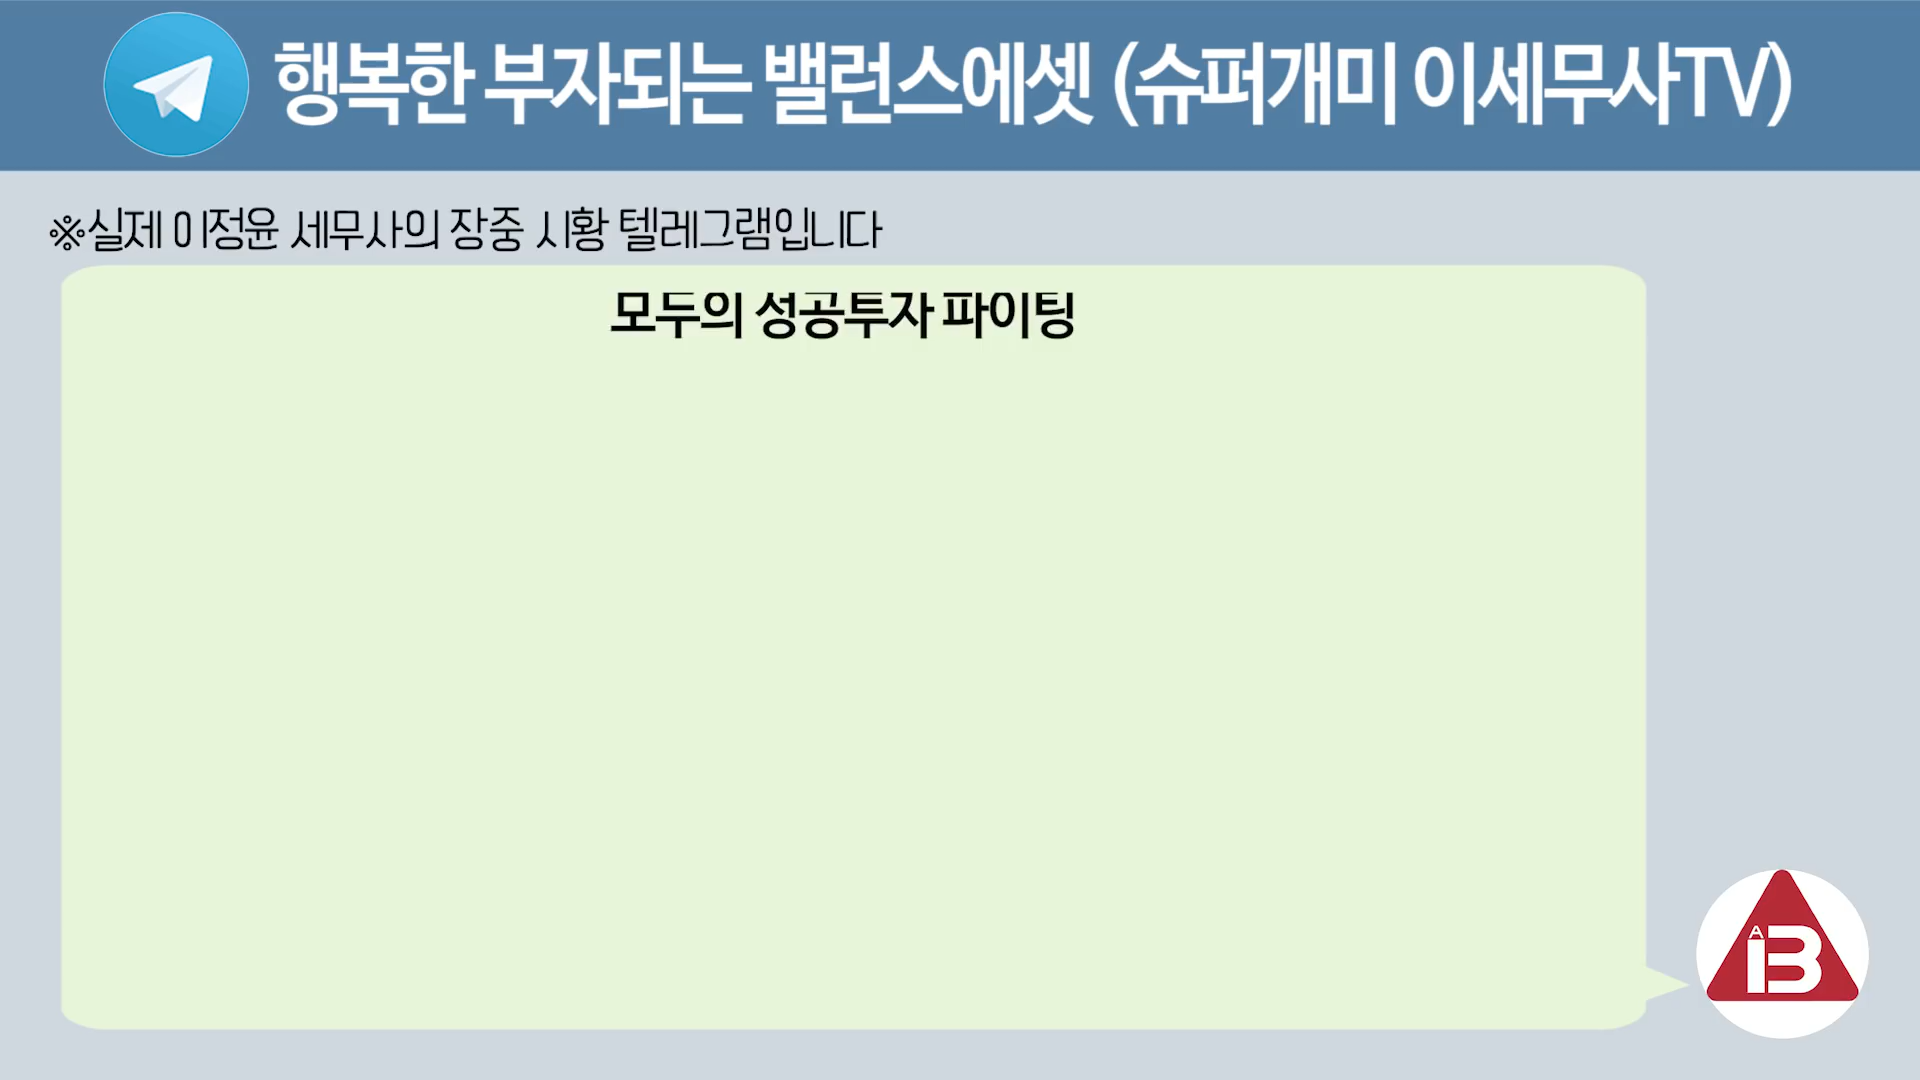 행복한 부자되는 밸런스에셋 (슈퍼개미 이세무사TV)
※실제 이정윤 세무사의 장중 시황 텔레그램입니다
모두의 성공투자 파이팅
A
B